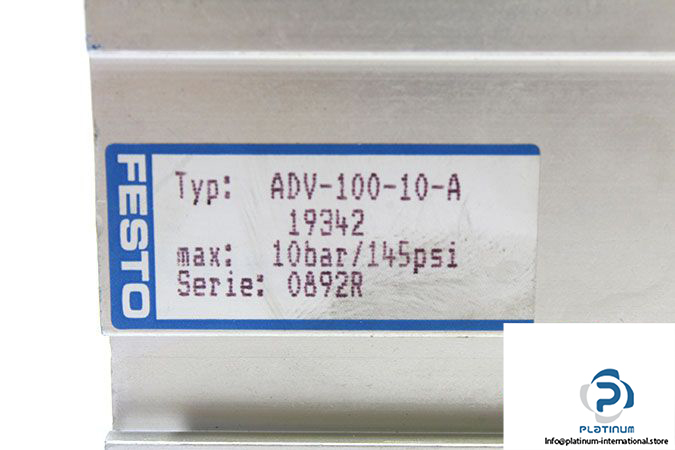 FESTO
Typ: ADV-100-10-A
19342
max: 10bar/145psi
Serie: 0892R
PLATINUM
Info@platinum-international.store